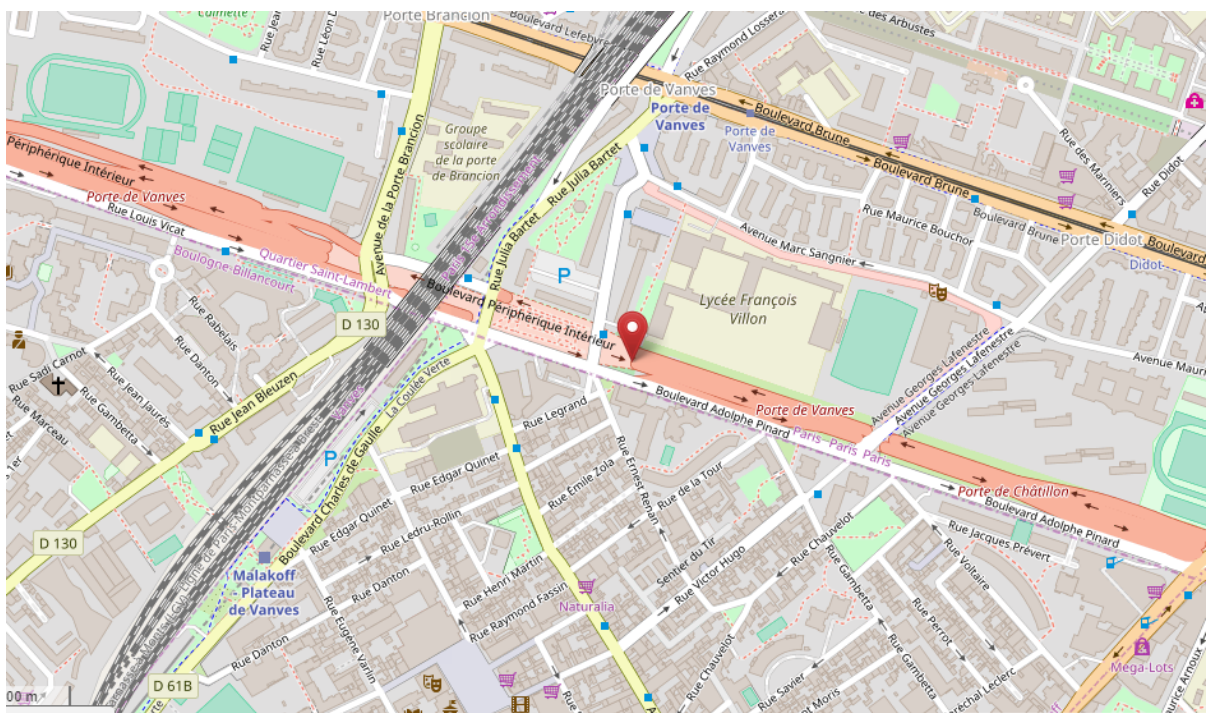 Calmette
Rue Léon D
Porte Brancion
Boulevard Lefebvre
Rue Raymond Lossera
e des Arbustes
Porte de Vanves
Porte de
Vanves
Porte de
Vanves
Boulevard Brune
Boulevard Brune
Boulevard Brune
Boulevard
Rue des Mariniers
Rue Didot
Groupe
scolaire
de la porte
de Brancion
Périphérique Intérieur
Porte de Vanves
Rue Louis Vicat
Avenue de la Porte Brancion
Rue Julia Bartet
Rue Julia Bartet
Paris 15e Arrondissement
Rue Maurice Bouchor
Avenue Marc Sangnier
Porte Didot
Didot
Quartier Saint-Lambert
Boulogne-Billancourt
Boulevard Périphérique Intérieur
P
Lycée François
Villon
Rue Rabelais
D 130
Avenue Georges Lafenestre
Avenue Georges Lafenestre
Avenue Georges Lafenestre
Avenue Mauri
Rue Sadi Carnot
Rue Danton
Rue Jean Jaurès
Rue Gambetta
Rue Marceau
Rue Jean Bleuzen
La Coulée Verte
Vanves
Boulevard Charles de Gaulle
P
Rue Legrand
Boulevard Adolphe Pinard
Porte de Vanves
Paris
Paris
Paris
Porte de Châtillon
Boulevard Adolphe Pinard
Rue Edgar Quinet
Rue Edgar Quinet
Rue Émile Zola
Rue Ernest Renan
Rue de la Tour
Rue Ledru-Rollin
Rue Danton
Rue Henri Martin
Rue Raymond Fassin
Sentier du Tir
Rue Victor Hugo
Rue Chauvelot
Rue Jacques Prévert
Rue Voltaire
D 130
Malakoff
- Plateau
de Vanves
Naturalia
Rue Danton
Rue Eugène Varlin
Rue Chauvelot
Rue Gambetta
Rue Perrot
Rue Gambetta
Rue Savier
Mega-Lots
D 61B
00 m